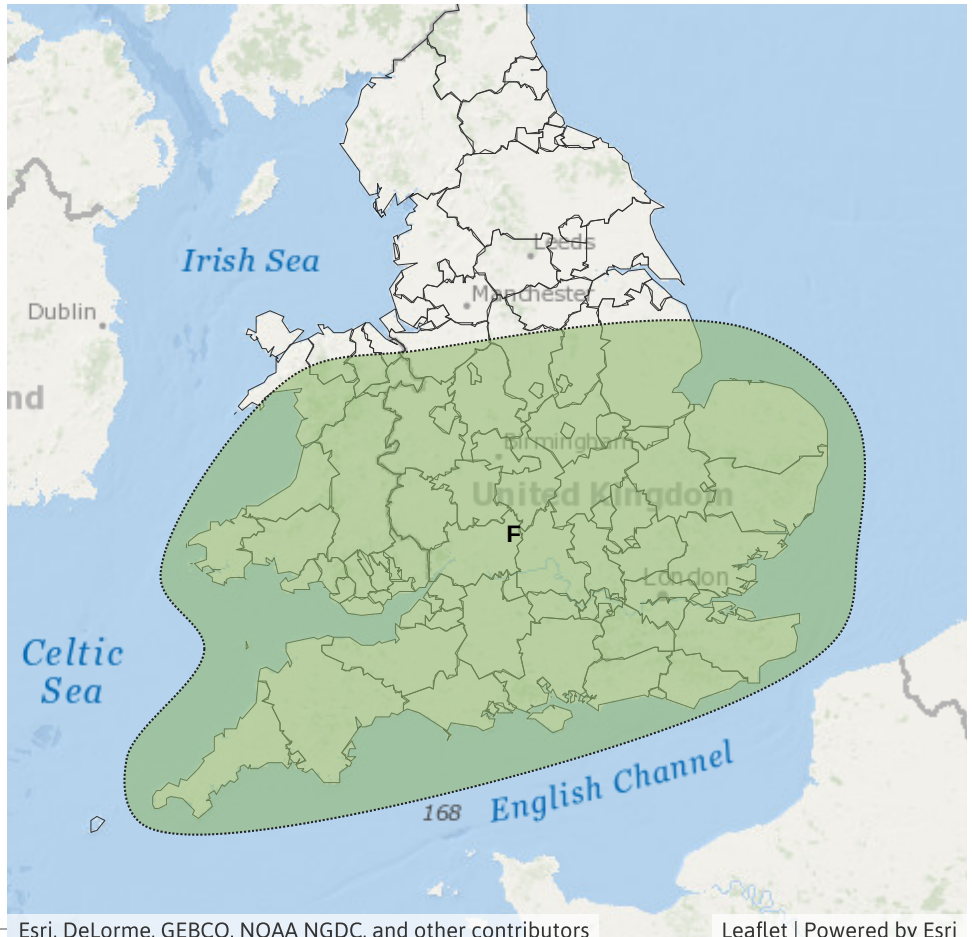 Leeds
Irish Sea
Manchester
Dublin
nd
Birmingham
United Kingdom
F
London
Celtic
Sea
English Channel
168
Esri, DeLorme, GEBCO, NOAA NGDC, and other contributors
Leaflet | Powered by Esri